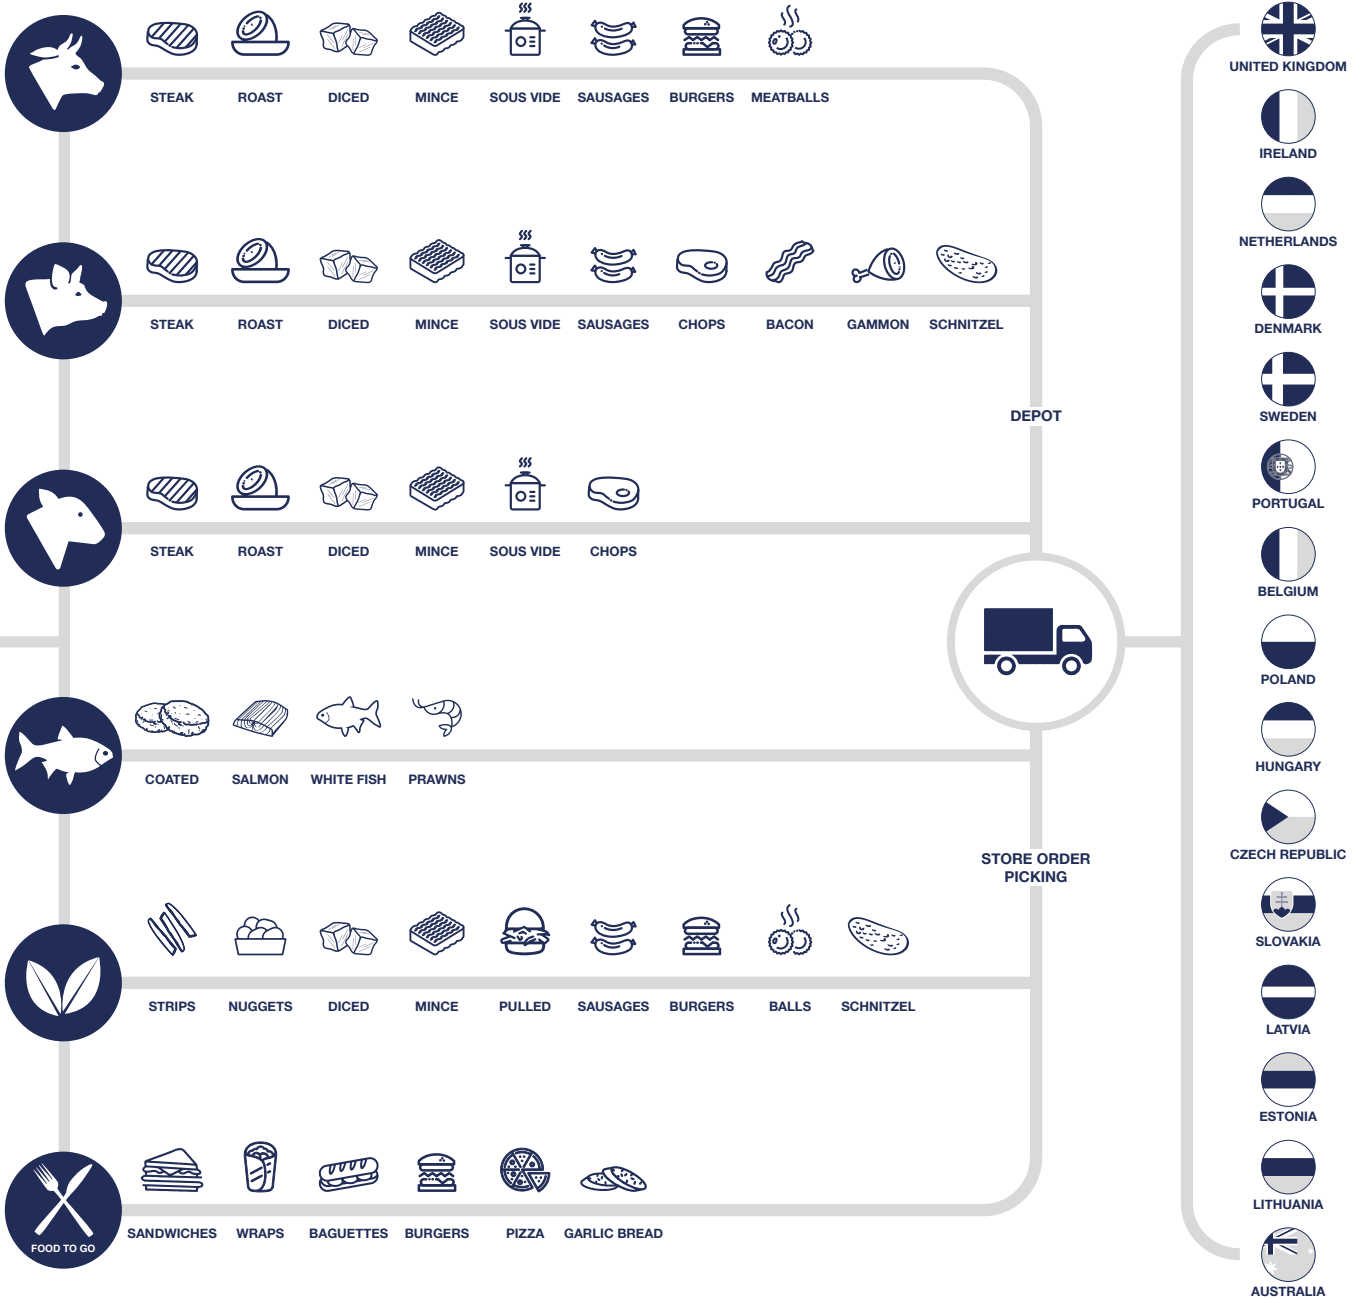 STEAK ROAST DICED MINCE SOUS VIDE SAUSAGES BURGERS MEATBALLS
STEAK ROAST DICED MINCE SOUS VIDE SAUSAGES CHOPS BACON GAMMON SCHNITZEL
DEPOT
STEAK ROAST DICED MINCE SOUS VIDE CHOPS
COATED SALMON WHITE FISH PRAWNS
STORE ORDER
PICKING
STRIPS NUGGETS DICED MINCE PULLED SAUSAGES BURGERS BALLS SCHNITZEL
SANDWICHES WRAPS BAGUETTES BURGERS PIZZA GARLIC BREAD
FOOD TO GO
UNITED KINGDOM
IRELAND
NETHERLANDS
DENMARK
SWEDEN
PORTUGAL
BELGIUM
POLAND
HUNGARY
CZECH REPUBLIC
SLOVAKIA
LATVIA
ESTONIA
LITHUANIA
AUSTRALIA